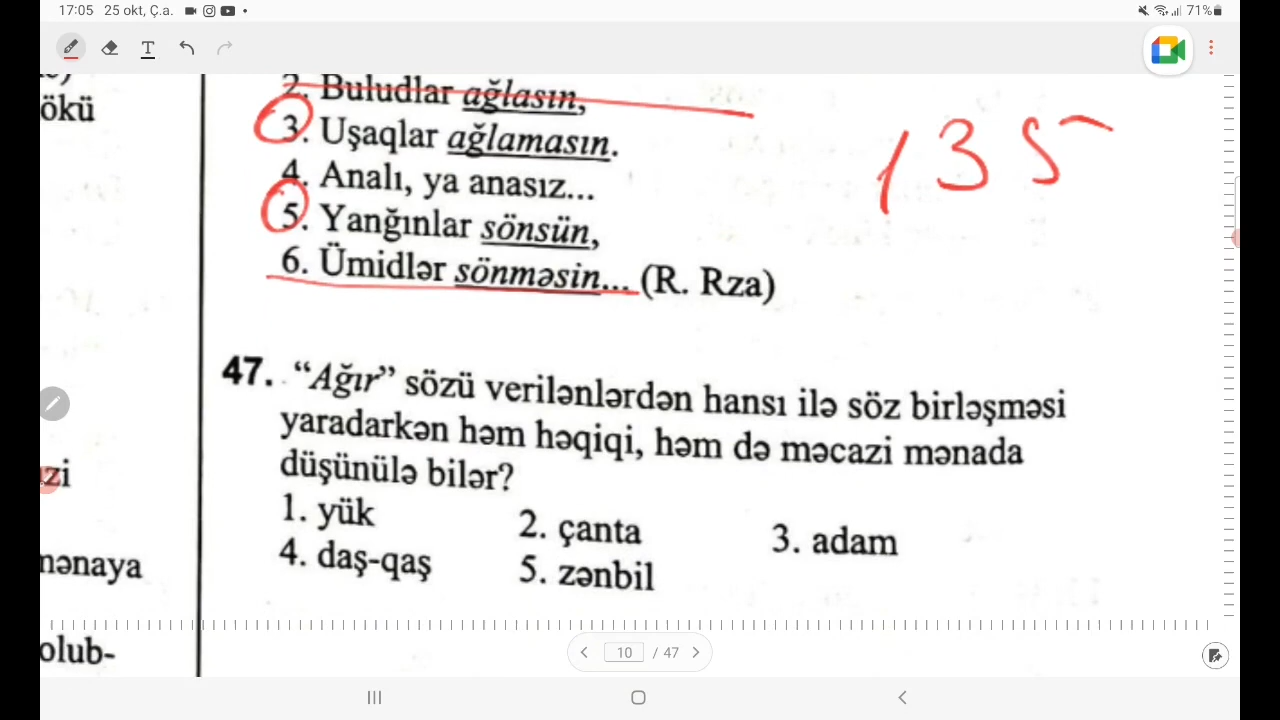 17:05 25 okt, Ç.a.
71%
T
ökü
2. Buludlar ağlasın,
3. Uşaqlar ağlamasın.
4. Analı, ya anasız...
5. Yanğınlar sönsün,
6. Ümidlər sönməsin... (R. Rza)
1 3 5
47. “Ağır” sözü verilənlərdən hansı ilə söz birləşməsi
yaradarkən həm həqiqi, həm də məcazi mənada
düşünülə bilər?
1. yük 2. çanta 3. adam
4. daş-qaş 5. zənbil
zi
mənaya
olub-
10 / 47